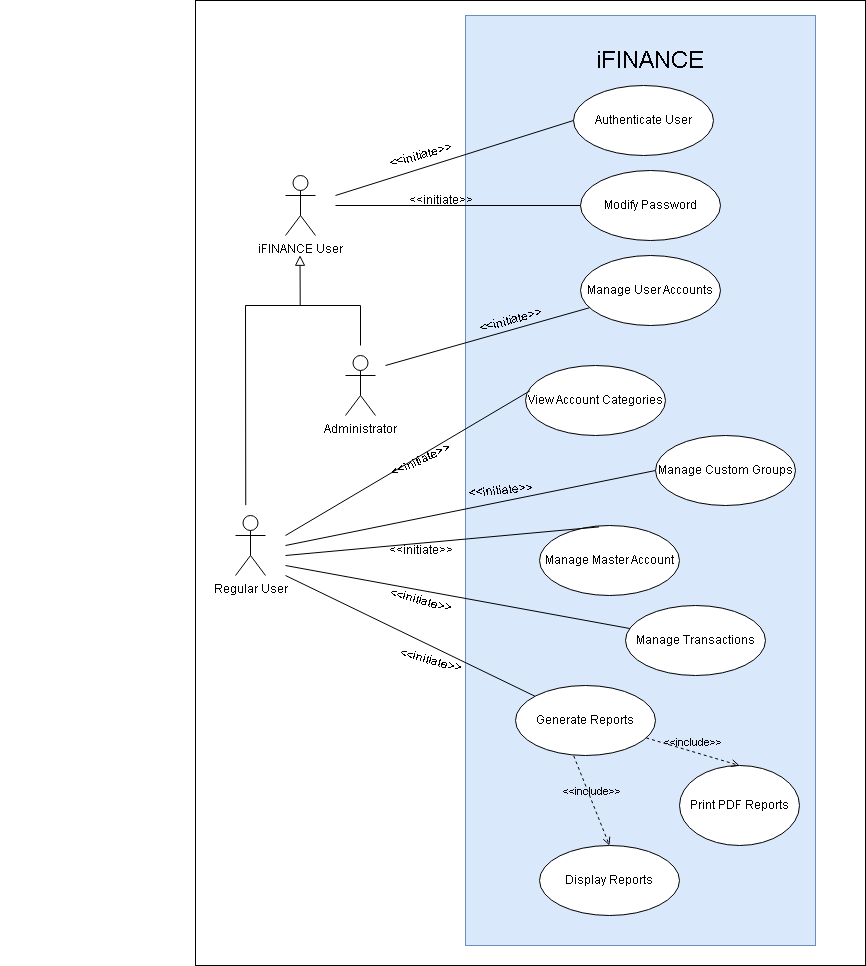 iFINANCE
Authenticate User
<<initiate>>
<<initiate>>
Modify Password
iFINANCE User
Manage User Accounts
<<initiate>>
View Account Categories
Administrator
<<initiate>>
Manage Custom Groups
<<initiate>>
<<initiate>>
Manage Master Account
Regular User
<<initiate>>
Manage Transactions
<<initiate>>
Generate Reports
<<include>>
<<include>>
Print PDF Reports
Display Reports